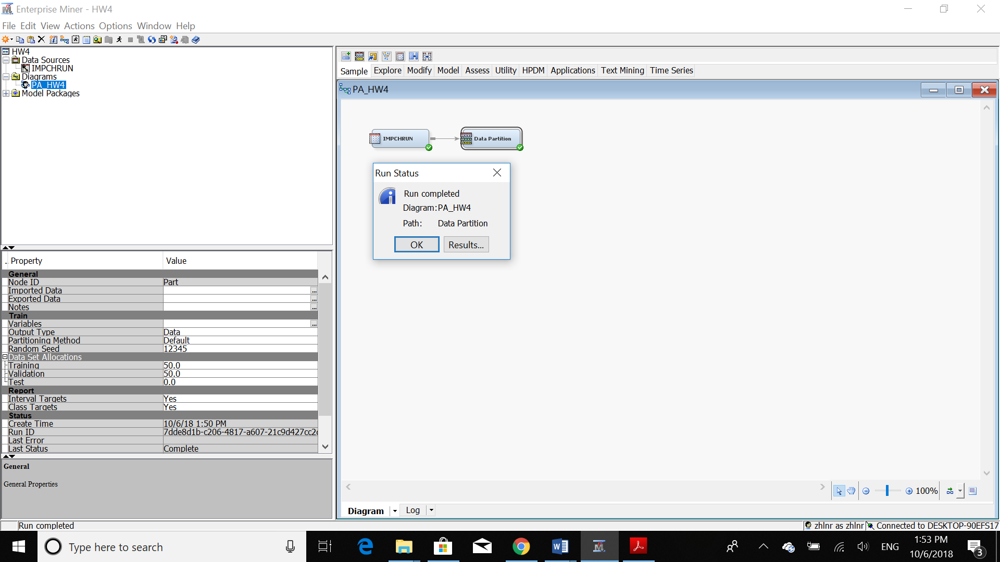 Enterprise Miner - HW4
File Edit View Actions Options Window Help
HW4
Data Sources
IMPCHRUN
Diagrams
PA_HW4
Model Packages
Sample Explore Modify Model Assess Utility HPDM Applications Text Mining Time Series
PA_HW4
IMPCHRUN
Data Partition
Run Status
Run completed
Diagram: PA_HW4
Path: Data Partition
OK Results...
. Property Value
General
Node ID Part
Imported Data ...
Exported Data ...
Notes ...
Train
Variables ...
Output Type Data
Partitioning Method Default
Random Seed 12345
Data Set Allocations
Training 50.0
Validation 50.0
Test 0.0
Report
Interval Targets Yes
Class Targets Yes
Status
Create Time 10/6/18 1:50 PM
Run ID 7dde8d1b-c206-4817-a607-21c9d427cc2
Last Error
Last Status Complete
General
General Properties
100%
Diagram Log
Run completed
zhlnr as zhlnr Connected to DESKTOP-90EFS17
Type here to search
ENG
1:53 PM
10/6/2018
3